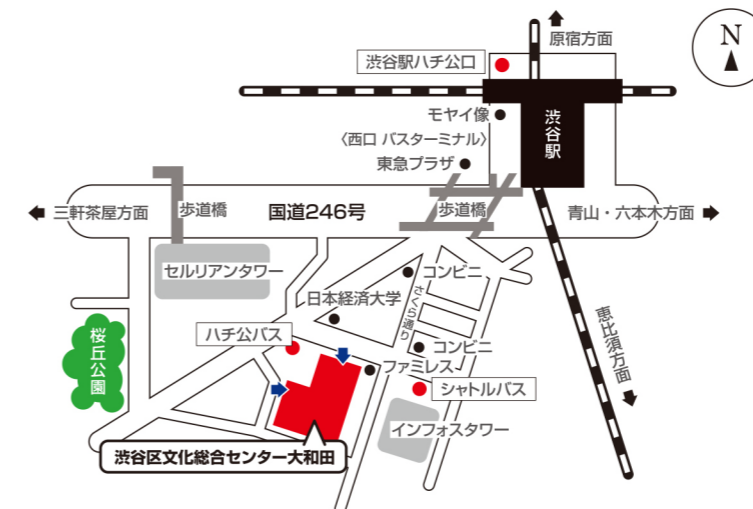 原宿方面
N
渋谷駅ハチ公口
モヤイ像
渋谷駅
〈西口 バスターミナル〉
東急プラザ
三軒茶屋方面
歩道橋
国道246号
歩道橋
青山・六本木方面
セルリアンタワー
コンビニ
日本経済大学
さくら通り
ハチ公バス
桜丘公園
コンビニ
恵比須方面
ファミレス
シャトルバス
インフォスタワー
渋谷区文化総合センター大和田